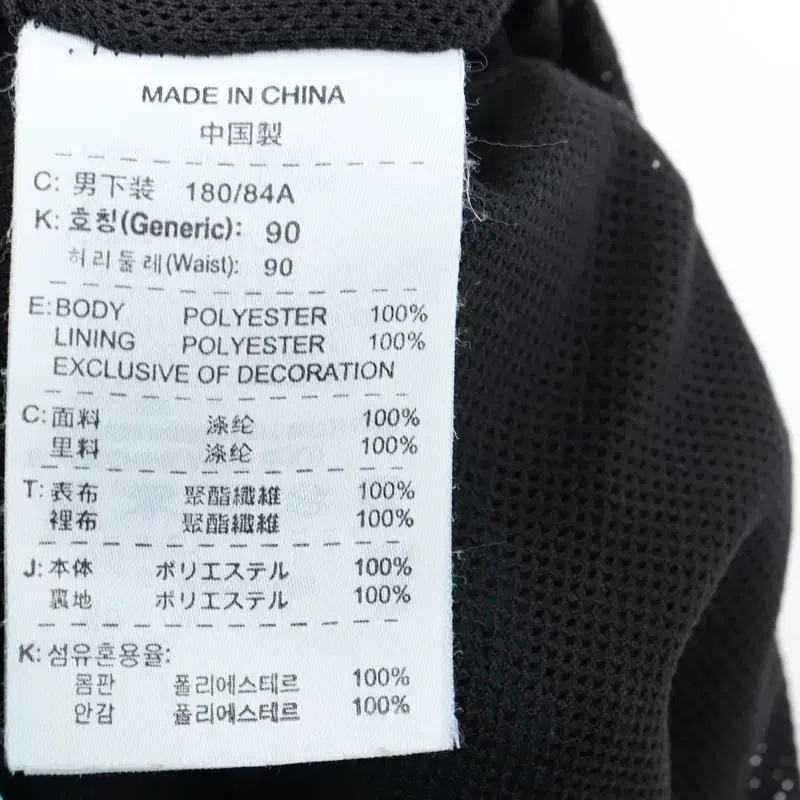 MADE IN CHINA
中国製
C: 男下装 180/84A
K: 호칭(Generic): 90
허리둘레(Waist): 90
E: BODY POLYESTER 100%
LINING POLYESTER 100%
EXCLUSIVE OF DECORATION
C: 面料 涤纶 100%
里料 涤纶 100%
T: 表布 聚酯纖維 100%
裡布 聚酯纖維 100%
J: 本体 ポリエステル 100%
裏地 ポリエステル 100%
K: 섬유혼용율:
몸판 폴리에스테르 100%
안감 폴리에스테르 100%